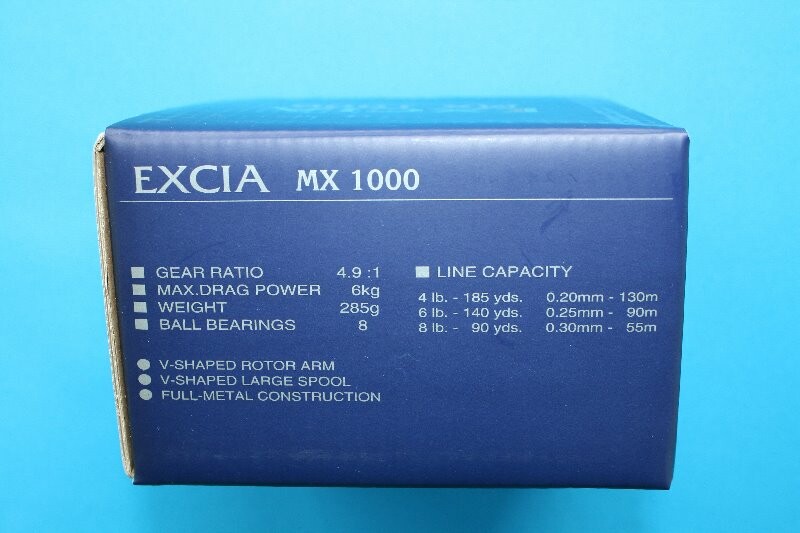 EXCIA MX 1000
GEAR RATIO 4.9 :1
MAX.DRAG POWER 6kg
WEIGHT 285g
BALL BEARINGS 8
LINE CAPACITY
4 lb. - 185 yds. 0.20mm - 130m
6 lb. - 140 yds. 0.25mm - 90m
8 lb. - 90 yds. 0.30mm - 55m
V-SHAPED ROTOR ARM
V-SHAPED LARGE SPOOL
FULL-METAL CONSTRUCTION